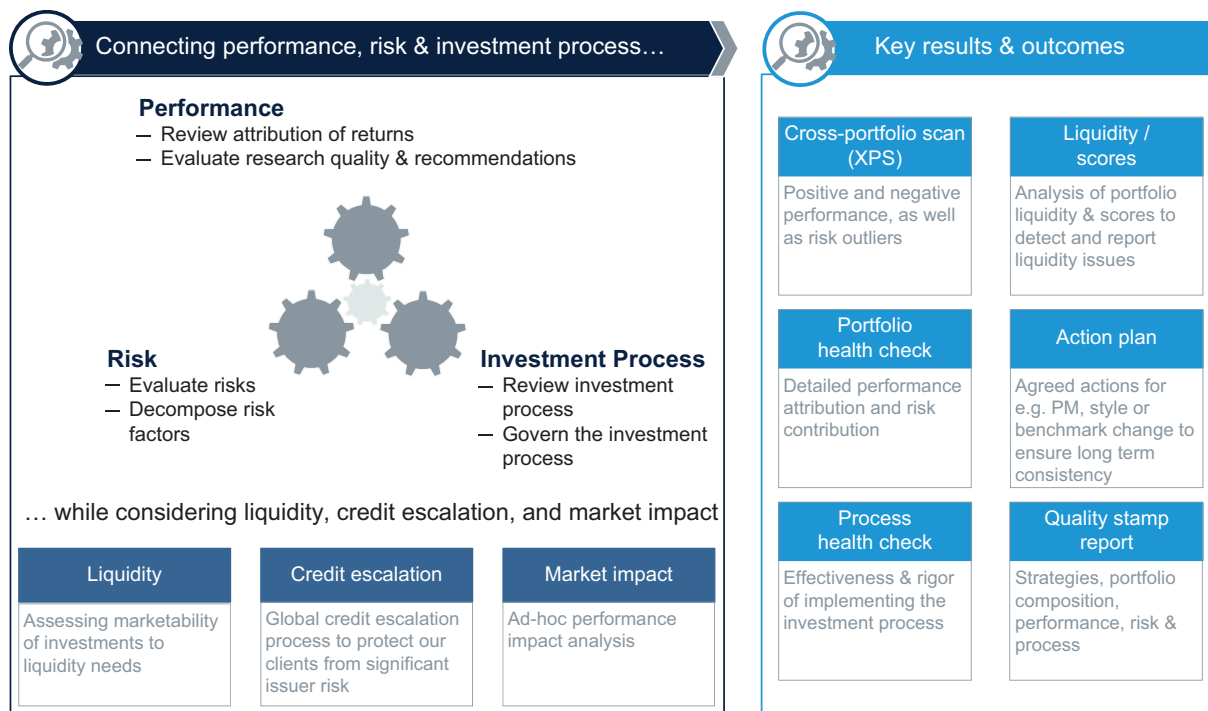 Connecting performance, risk & investment process…
Performance
— Review attribution of returns
— Evaluate research quality & recommendations
Risk
— Evaluate risks
— Decompose risk
factors
Investment Process
— Review investment
process
— Govern the investment
process
… while considering liquidity, credit escalation, and market impact
Liquidity
Assessing marketability
of investments to
liquidity needs
Credit escalation
Global credit escalation
process to protect our
clients from significant
issuer risk
Market impact
Ad-hoc performance
impact analysis
Key results & outcomes
Cross-portfolio scan
(XPS)
Positive and negative
performance, as well
as risk outliers
Liquidity /
scores
Analysis of portfolio
liquidity & scores to
detect and report
liquidity issues
Portfolio
health check
Detailed performance
attribution and risk
contribution
Action plan
Agreed actions for
e.g. PM, style or
benchmark change to
ensure long term
consistency
Process
health check
Effectiveness & rigor
of implementing the
investment process
Quality stamp
report
Strategies, portfolio
composition,
performance, risk &
process